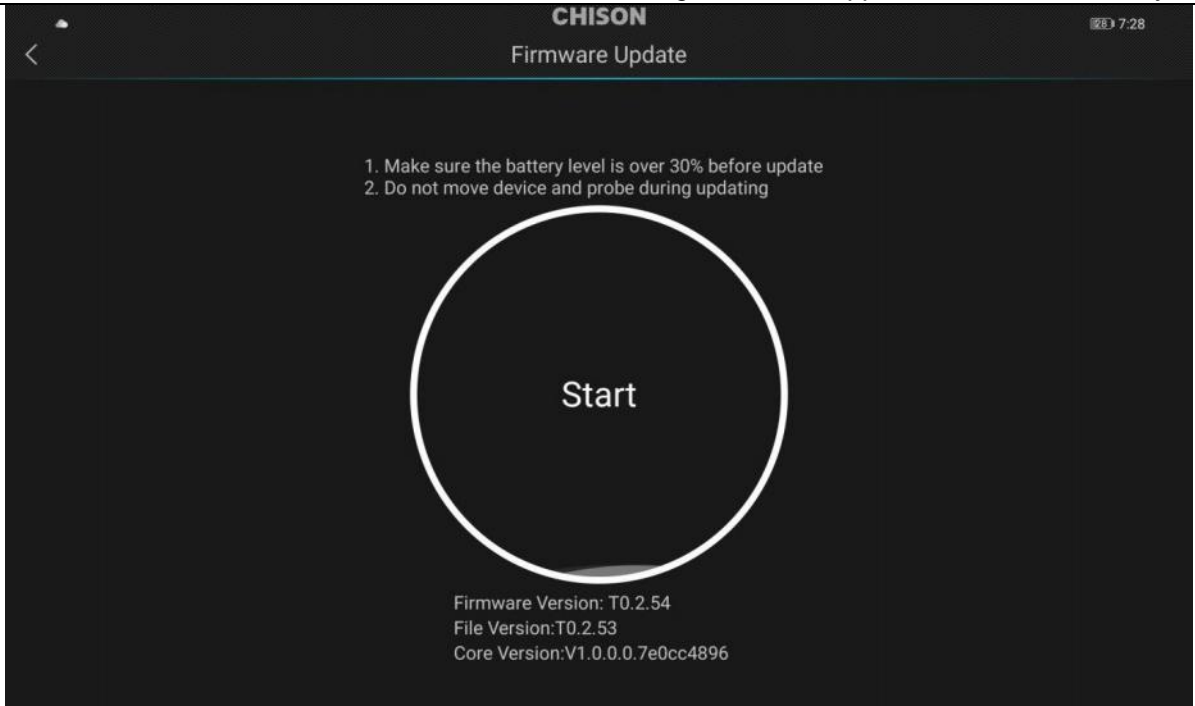 CHISON
28 7:28
Firmware Update
1. Make sure the battery level is over 30% before update
2. Do not move device and probe during updating
Start
Firmware Version: T0.2.54
File Version:T0.2.53
Core Version:V1.0.0.0.7e0cc4896